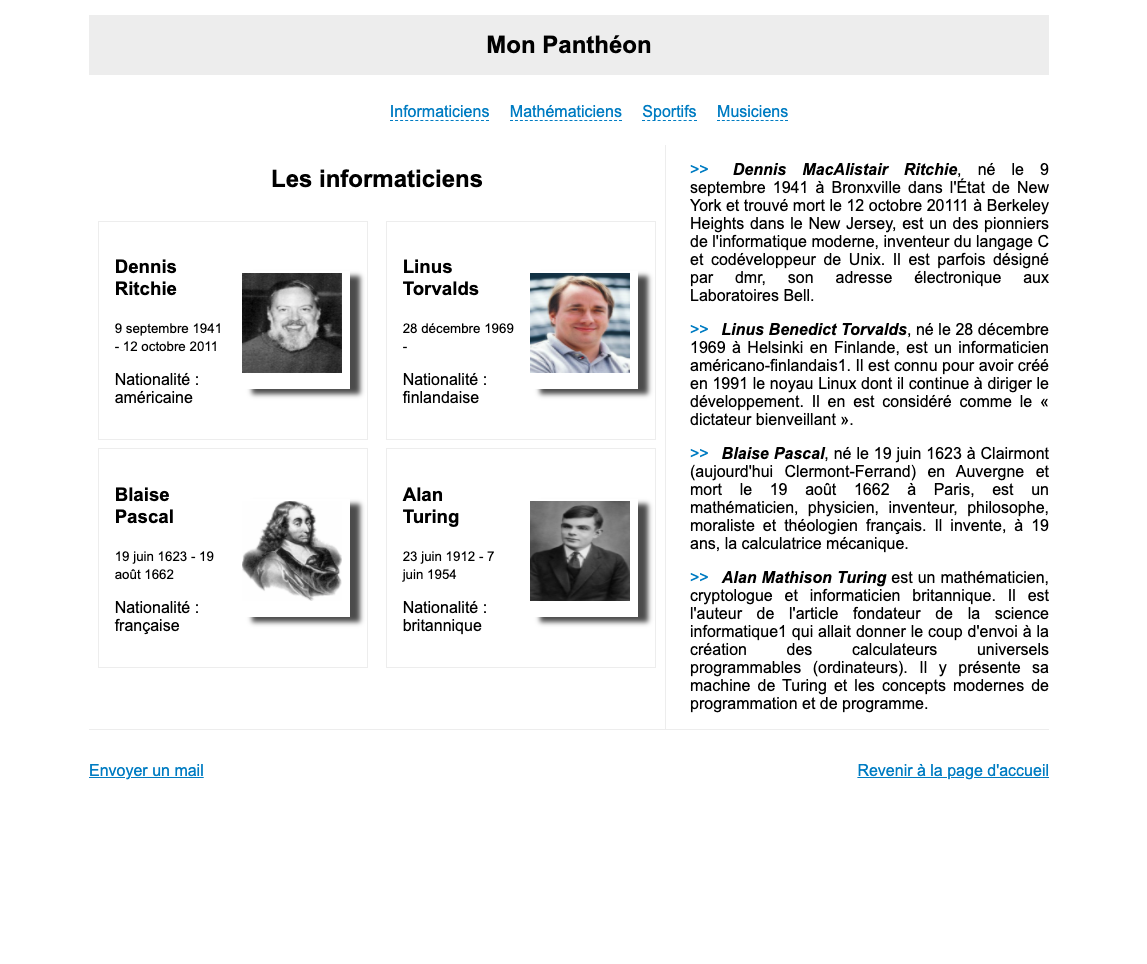 Mon Panthéon
Informaticiens Mathématiciens Sportifs Musiciens
Les informaticiens
Dennis
Ritchie
9 septembre 1941
- 12 octobre 2011
Nationalité :
américaine
Linus
Torvalds
28 décembre 1969
-
Nationalité :
finlandaise
Blaise
Pascal
19 juin 1623 - 19
août 1662
Nationalité :
française
Alan
Turing
23 juin 1912 - 7
juin 1954
Nationalité :
britannique
>> Dennis MacAlistair Ritchie, né le 9
septembre 1941 à Bronxville dans l'État de New
York et trouvé mort le 12 octobre 20111 à Berkeley
Heights dans le New Jersey, est un des pionniers
de l'informatique moderne, inventeur du langage C
et codéveloppeur de Unix. Il est parfois désigné
par dmr, son adresse électronique aux
Laboratoires Bell.
>> Linus Benedict Torvalds, né le 28 décembre
1969 à Helsinki en Finlande, est un informaticien
américano-finlandais1. Il est connu pour avoir créé
en 1991 le noyau Linux dont il continue à diriger le
développement. Il en est considéré comme le «
dictateur bienveillant ».
>> Blaise Pascal, né le 19 juin 1623 à Clairmont
(aujourd'hui Clermont-Ferrand) en Auvergne et
mort le 19 août 1662 à Paris, est un
mathématicien, physicien, inventeur, philosophe,
moraliste et théologien français. Il invente, à 19
ans, la calculatrice mécanique.
>> Alan Mathison Turing est un mathématicien,
cryptologue et informaticien britannique. Il est
l'auteur de l'article fondateur de la science
informatique1 qui allait donner le coup d'envoi à la
création des calculateurs universels
programmables (ordinateurs). Il y présente sa
machine de Turing et les concepts modernes de
programmation et de programme.
Envoyer un mail
Revenir à la page d'accueil